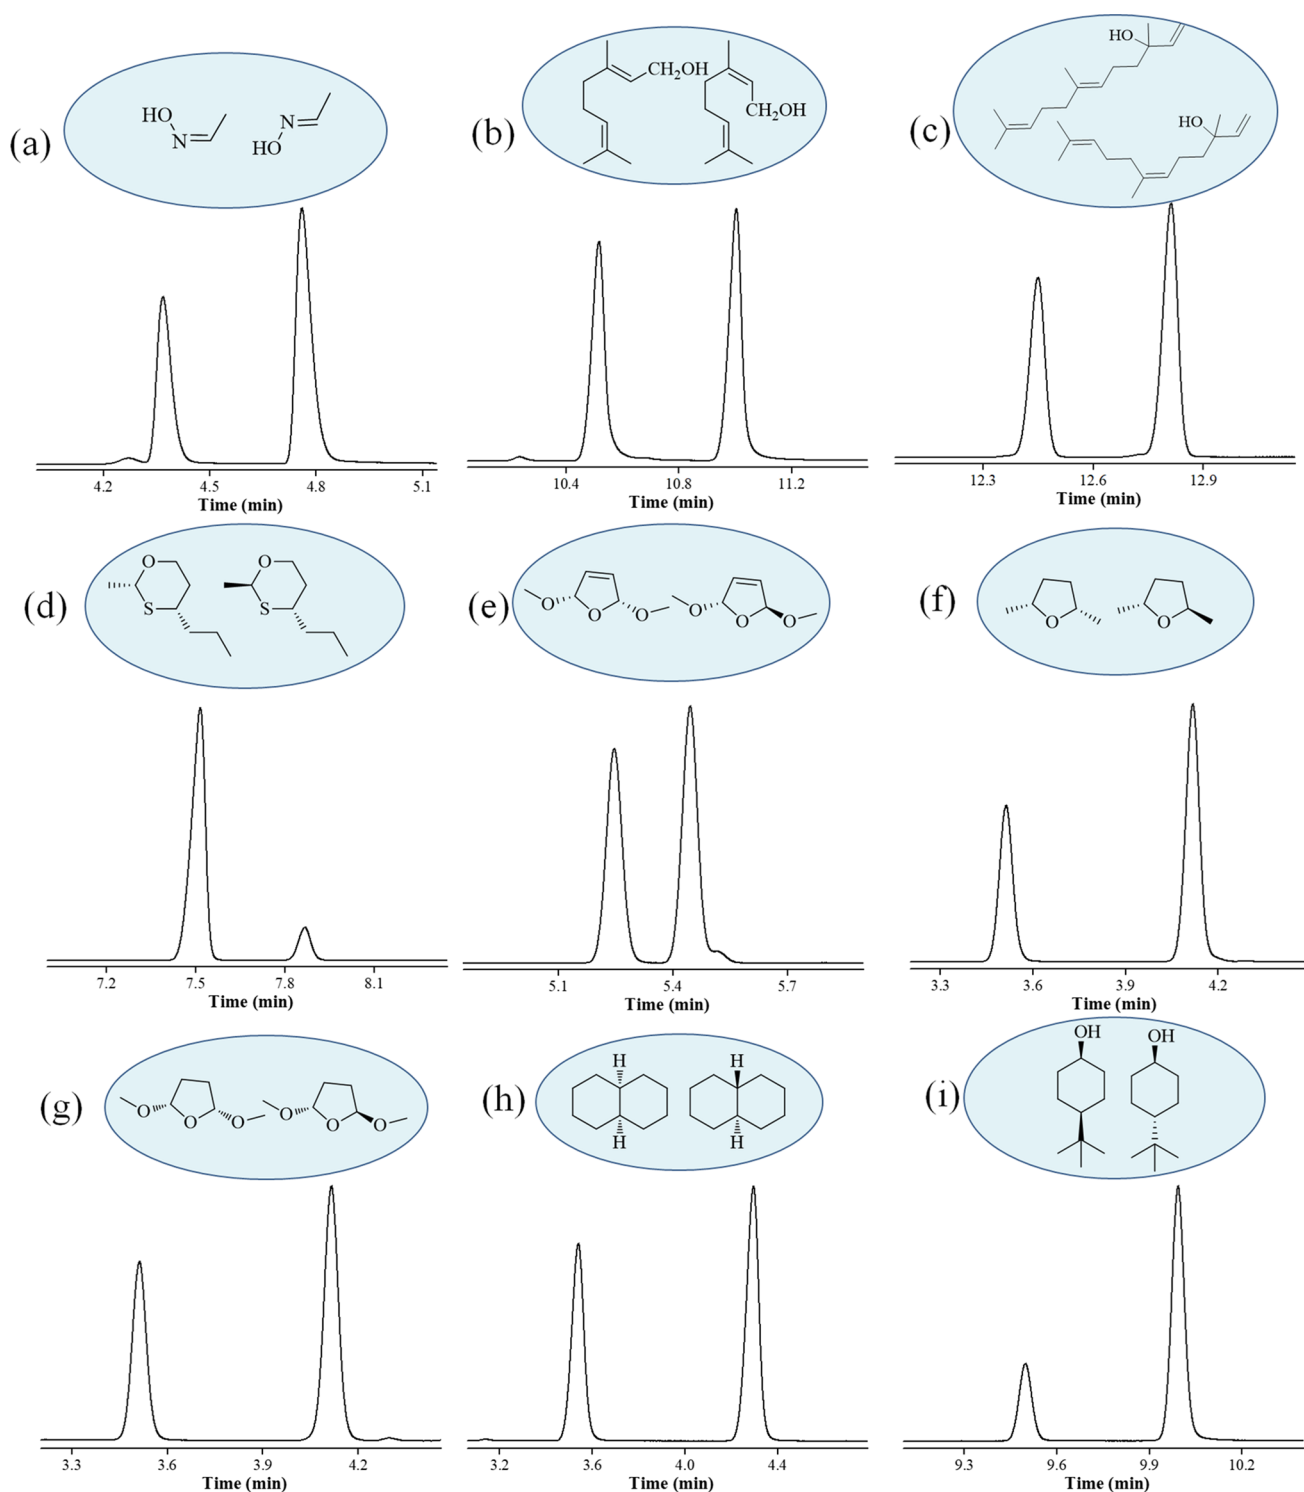 (a)
HO
N
N
HO
4.2 4.5 4.8 5.1
Time (min)
(b)
CH₂OH
CH₂OH
10.4 10.8 11.2
Time (min)
(c)
HO
HO
12.3 12.6 12.9
Time (min)
(d)
O O
S S
7.2 7.5 7.8 8.1
Time (min)
(e)
O O O O O O
5.1 5.4 5.7
Time (min)
(f)
O O
3.3 3.6 3.9 4.2
Time (min)
(g)
O O O O O O
3.3 3.6 3.9 4.2
Time (min)
(h)
H H
H H
3.2 3.6 4.0 4.4
Time (min)
(i)
OH OH
9.3 9.6 9.9 10.2
Time (min)